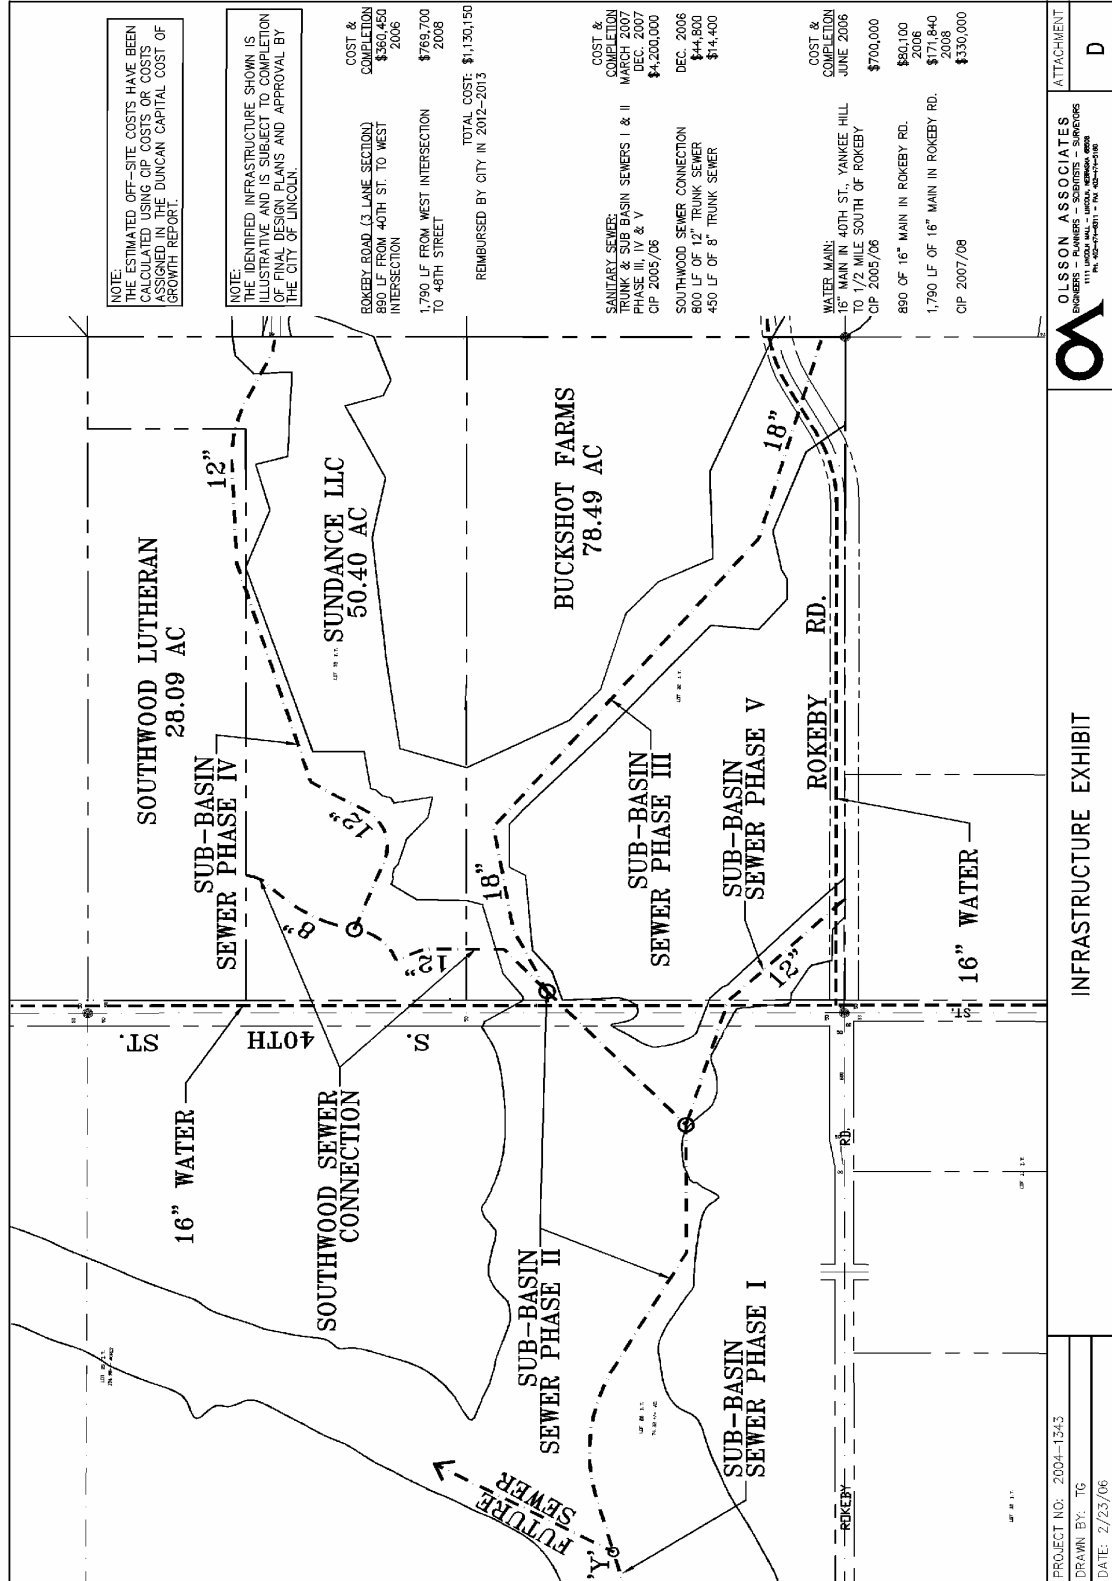 NOTE:
THE ESTIMATED OFF-SITE COSTS HAVE BEEN
CALCULATED USING CIP COSTS OR COSTS
ASSIGNED IN THE DUNCAN CAPITAL COST OF
GROWTH REPORT.
NOTE:
THE IDENTIFIED INFRASTRUCTURE SHOWN IS
ILLUSTRATIVE AND IS SUBJECT TO COMPLETION
OF FINAL DESIGN PLANS AND APPROVAL BY
THE CITY OF LINCOLN.
COST &
ROKEBY ROAD (3 LANE SECTION) COMPLETION
890 LF FROM 40TH ST. TO WEST $360,450
INTERSECTION 2006
1,790 LF FROM WEST INTERSECTION $769,700
TO 48TH STREET 2008
TOTAL COST: $1,130,150
REIMBURSED BY CITY IN 2012-2013
COST &
SANITARY SEWER: COMPLETION
TRUNK & SUB BASIN SEWERS I & II MARCH 2007
PHASE III, IV & V DEC. 2007
CIP 2005/06 $4,200,000
SOUTHWOOD SEWER CONNECTION DEC. 2006
800 LF OF 12" TRUNK SEWER $44,800
450 LF OF 8" TRUNK SEWER $14,400
COST &
WATER MAIN: COMPLETION
16" MAIN IN 40TH ST., YANKEE HILL JUNE 2006
TO 1/2 MILE SOUTH OF ROKEBY
CIP 2005/06 $700,000
890 OF 16" MAIN IN ROKEBY RD. $80,100
2006
1,790 LF OF 16" MAIN IN ROKEBY RD. $171,840
2008
CIP 2007/08 $330,000
SOUTHWOOD LUTHERAN
28.09 AC
12"
SUNDANCE LLC
50.40 AC
BUCKSHOT FARMS
78.49 AC
18"
SUB-BASIN
SEWER PHASE IV
12"
8"
12"
18"
SUB-BASIN
SEWER PHASE III
SUB-BASIN
SEWER PHASE V
12"
ROKEBY RD.
16" WATER
ST.
S. 40TH ST.
16" WATER
SOUTHWOOD SEWER
CONNECTION
SUB-BASIN
SEWER PHASE II
SUB-BASIN
SEWER PHASE I
FUTURE
SEWER
'Y'
ROKEBY
RD.
PROJECT NO: 2004-1343
DRAWN BY: TG
DATE: 2/23/06
INFRASTRUCTURE EXHIBIT
OA
OLSSON ASSOCIATES
ENGINEERS - PLANNERS - SCIENTISTS - SURVEYORS
ATTACHMENT
D